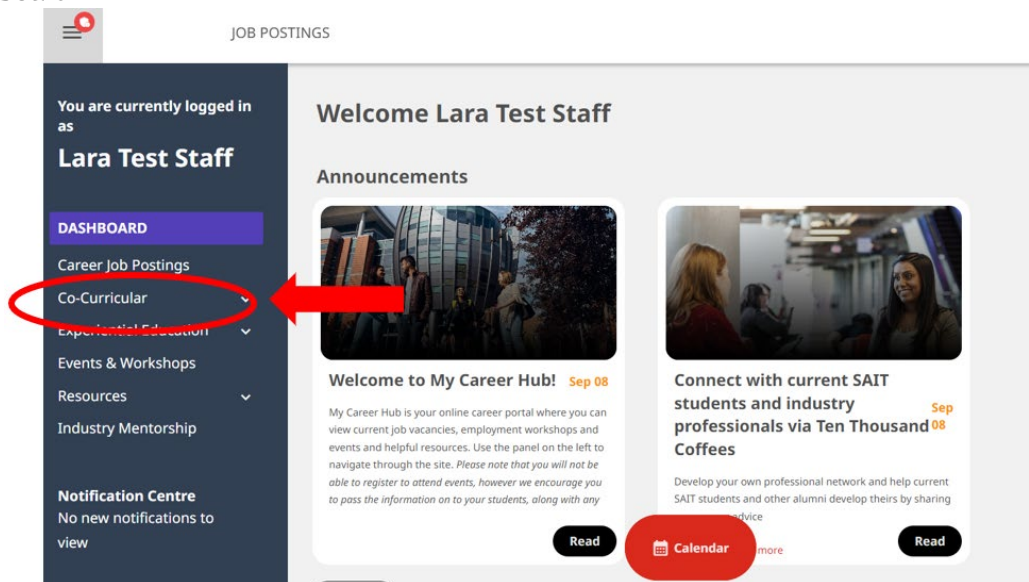 JOB POSTINGS
You are currently logged in
as
Lara Test Staff
DASHBOARD
Career Job Postings
Co-Curricular
Experiential Education
Events & Workshops
Resources
Industry Mentorship
Notification Centre
No new notifications to
view
Welcome Lara Test Staff
Announcements
Welcome to My Career Hub! Sep 08
My Career Hub is your online career portal where you can
view current job vacancies, employment workshops and
events and helpful resources. Use the panel on the left to
navigate through the site. Please note that you will not be
able to register to attend events, however we encourage you
to pass the information on to your students, along with any
Read
Connect with current SAIT
students and industry
professionals via Ten Thousand
Coffees
Sep
08
Develop your own professional network and help current
SAIT students and other alumni develop theirs by sharing
advice
more
Read
Calendar